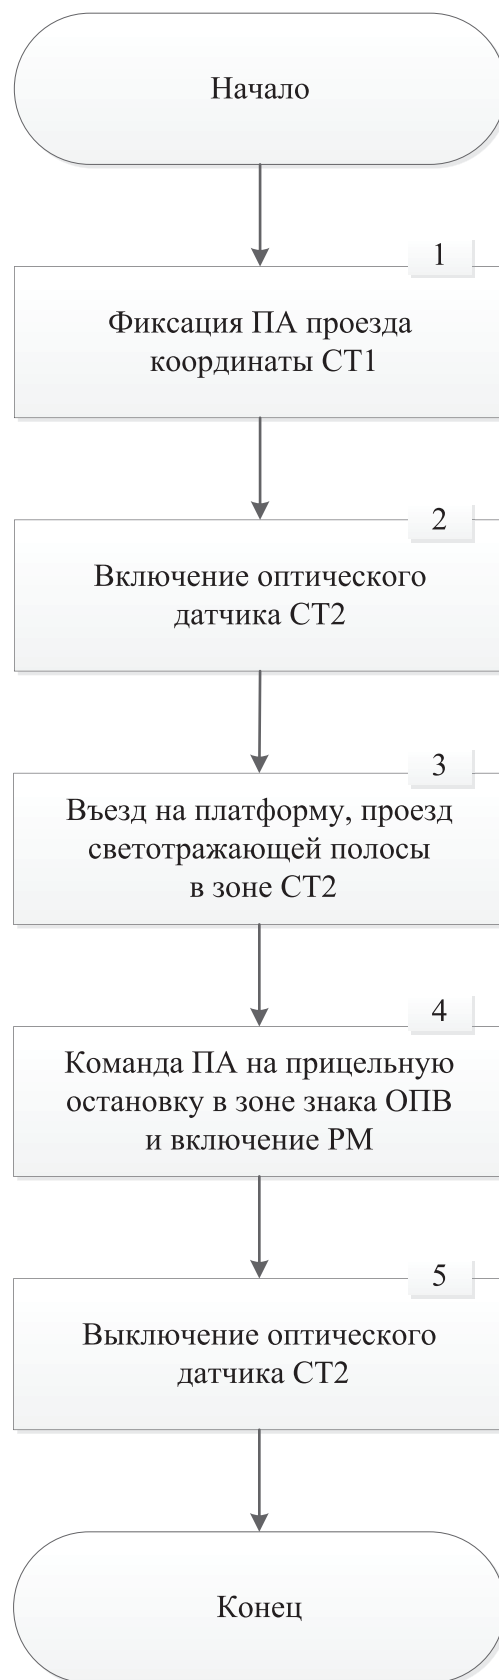 Начало
1
Фиксация ПА проезда
координаты СТ1
2
Включение оптического
датчика СТ2
3
Въезд на платформу, проезд
светотражающей полосы
в зоне СТ2
4
Команда ПА на прицельную
остановку в зоне знака ОПВ
и включение РМ
5
Выключение оптического
датчика СТ2
Конец